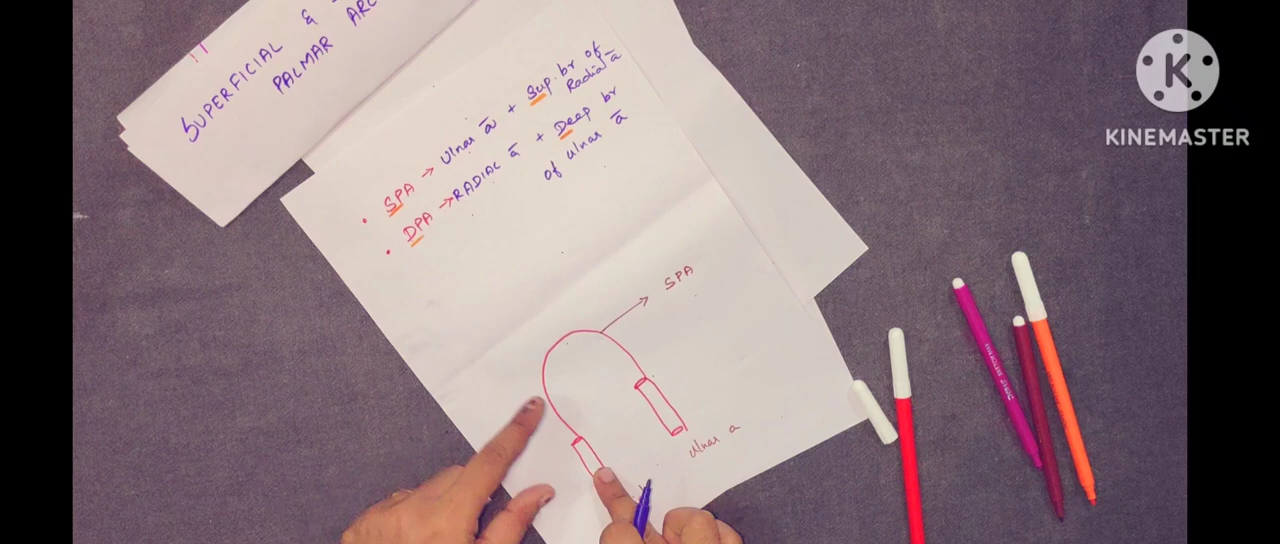 SUPERFICIAL &
PALMAR ARC
• SPA → Ulnar ā + Sup. br of
Radial ā
• DPA → RADIAL ā + Deep br
of ulnar ā
SPA
ulnar a
K
KINEMASTER